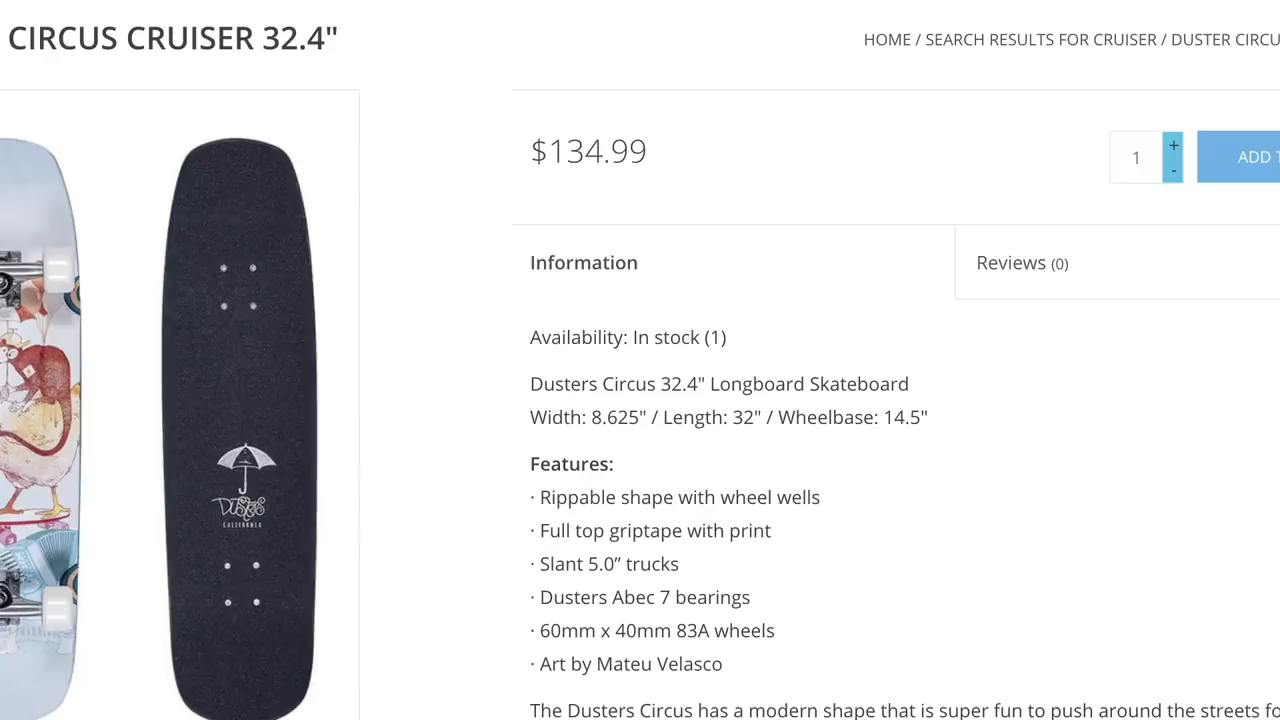 CIRCUS CRUISER 32.4"
HOME / SEARCH RESULTS FOR CRUISER / DUSTER CIRCU
$134.99
1
+
-
ADD T
Information
Reviews (0)
Availability: In stock (1)
Dusters Circus 32.4" Longboard Skateboard
Width: 8.625" / Length: 32" / Wheelbase: 14.5"
Features:
· Rippable shape with wheel wells
· Full top griptape with print
· Slant 5.0” trucks
· Dusters Abec 7 bearings
· 60mm x 40mm 83A wheels
· Art by Mateu Velasco
The Dusters Circus has a modern shape that is super fun to push around the streets fo
DUSTERS
CALIFORNIA